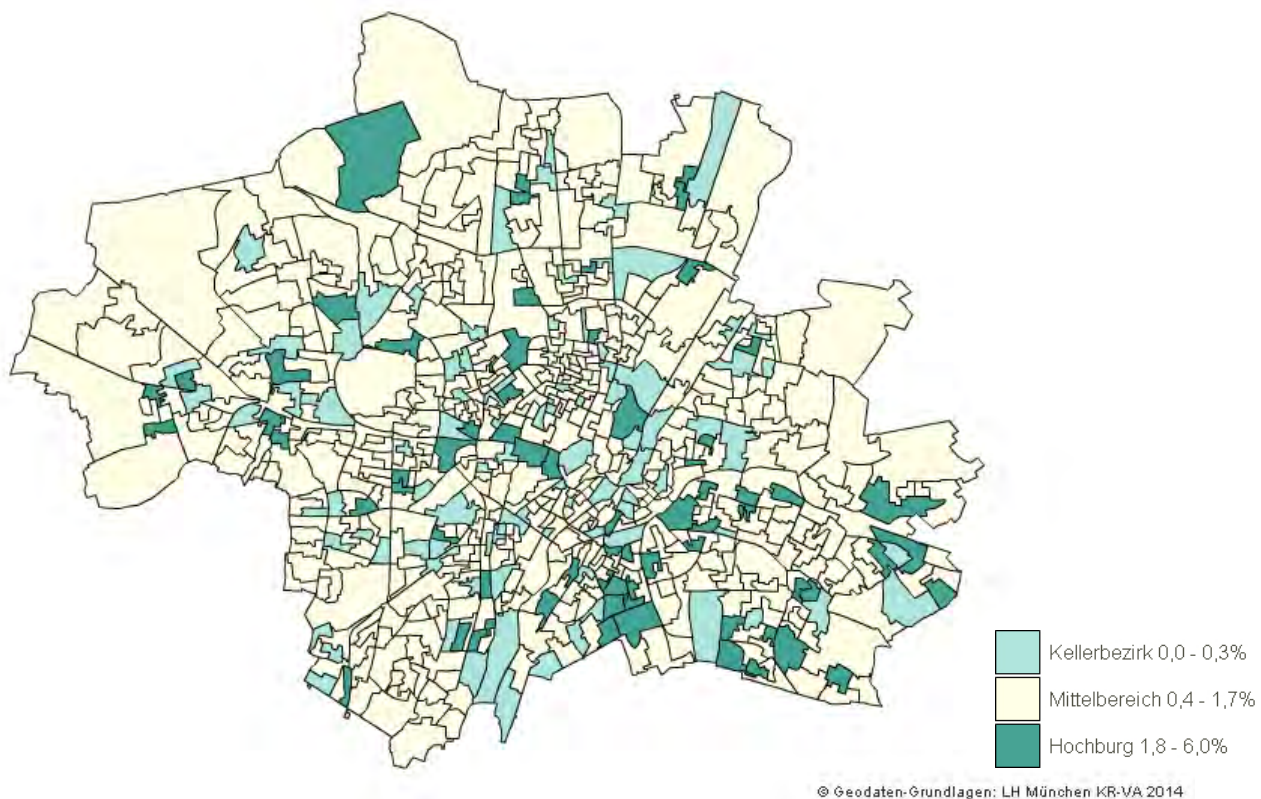 Kellerbezirk 0,0 - 0,3%
Mittelbereich 0,4 - 1,7%
Hochburg 1,8 - 6,0%
© Geodaten-Grundlagen: LH München KR-VA 2014